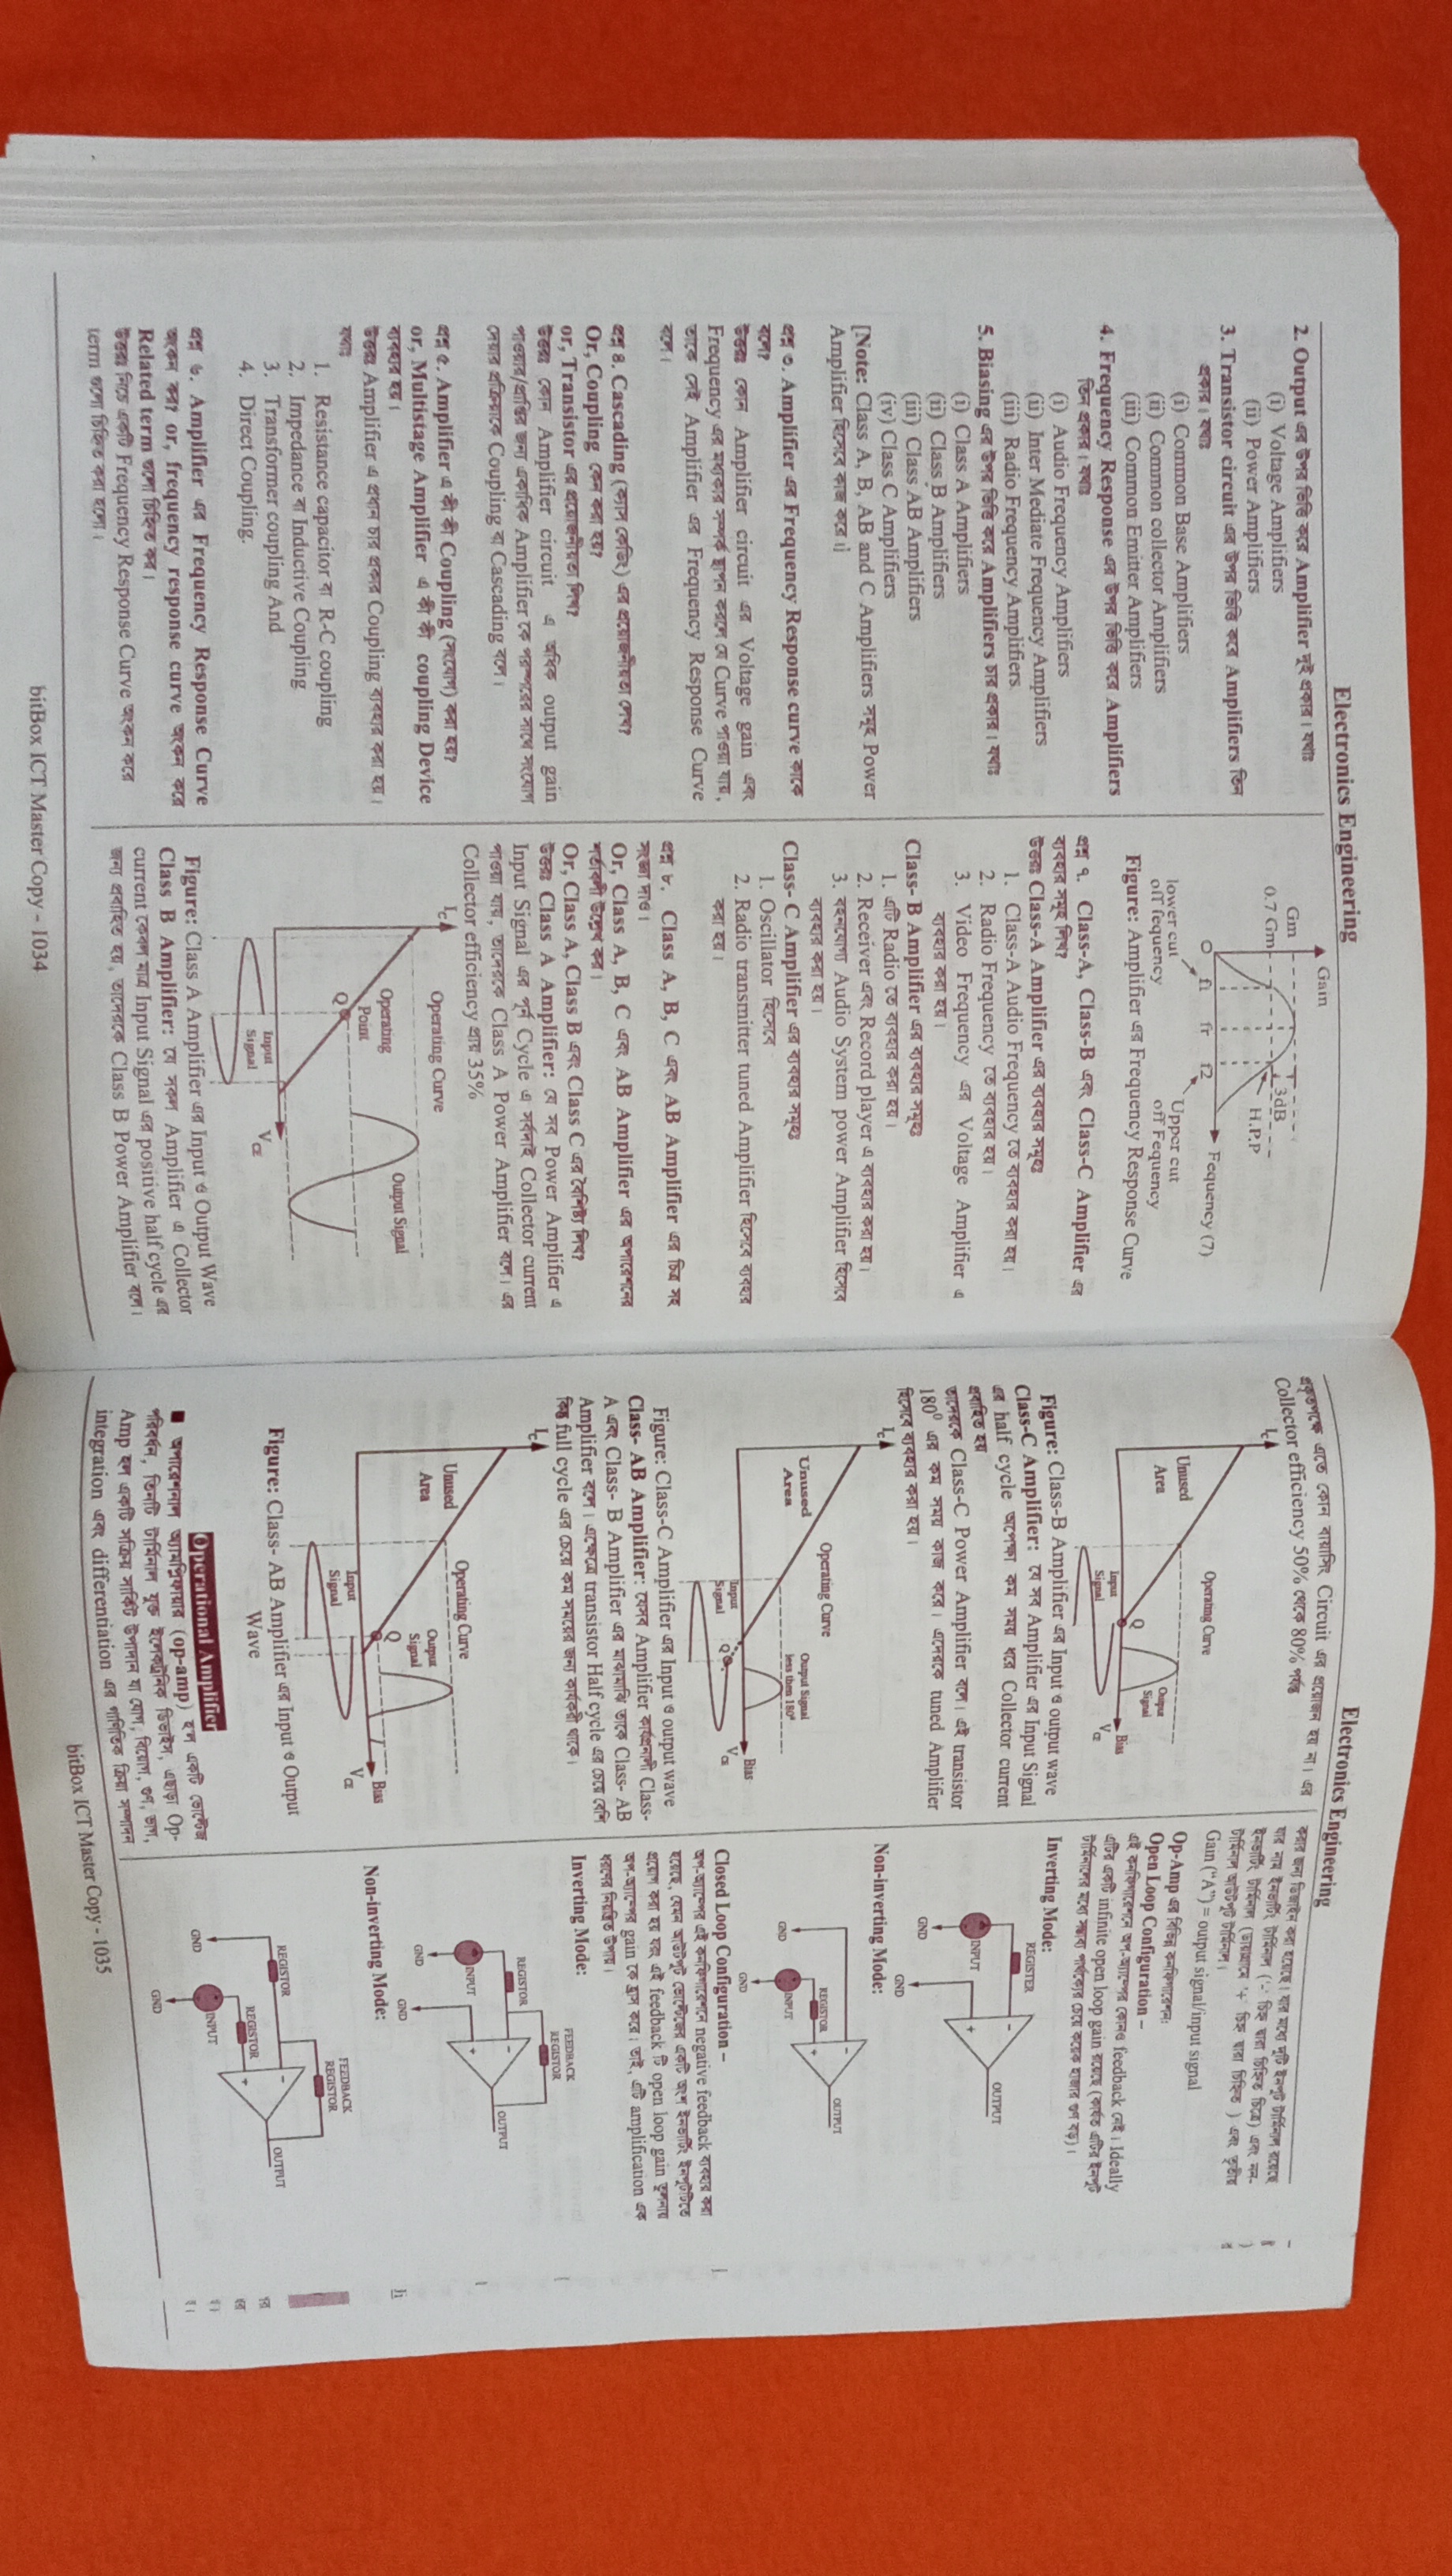 Electronics Engineering
2. Output এর উপর ভিত্তি করে Amplifier দুই প্রকার। যথাঃ
(i) Voltage Amplifiers
(ii) Power Amplifiers
3. Transistor circuit এর উপর ভিত্তি করে Amplifiers তিন
প্রকার। যথাঃ
(i) Common Base Amplifiers
(ii) Common collector Amplifiers
(iii) Common Emitter Amplifiers
4. Frequency Response এর উপর ভিত্তি করে Amplifiers
তিন প্রকার। যথাঃ
(i) Audio Frequency Amplifiers
(ii) Inter Mediate Frequency Amplifiers
(iii) Radio Frequency Amplifiers
5. Biasing এর উপর ভিত্তি করে Amplifiers চার প্রকার। যথাঃ
(i) Class A Amplifiers
(ii) Class B Amplifiers
(iii) Class AB Amplifiers
(iv) Class C Amplifiers
[Note: Class A, B, AB and C Amplifiers সমূহ Power
Amplifier হিসেবে কাজ করে।]
প্রশ্ন ৩. Amplifier এর Frequency Response curve কাকে
বলে?
উত্তরঃ কোন Amplifier circuit এর Voltage gain এবং
Frequency এর মধ্যকার সম্পর্ক স্থাপন করলে যে Curve পাওয়া যায়,
তাকে সেই Amplifier এর Frequency Response Curve
বলে।
প্রশ্ন ৪. Cascading (ক্যাস কেডিং) এর প্রয়োজনীয়তা লেখ?
Or, Coupling কেন করা হয়?
or, Transistor এর প্রয়োজনীয়তা লিখ?
উত্তরঃ কোন Amplifier circuit এ অধিক output gain
পাওয়ার/প্রাপ্তির জন্য একাধিক Amplifier কে পরস্পরের সাথে সংযোগ
দেয়ার প্রক্রিয়াকে Coupling বা Cascading বলে।
প্রশ্ন ৫. Amplifier এ কী কী Coupling (সংযোগ) করা হয়?
or, Multistage Amplifier এ কী কী coupling Device
ব্যবহার হয়।
উত্তরঃ Amplifier এ প্রধান চার প্রকার Coupling ব্যবহার করা হয়।
যথাঃ
1. Resistance capacitor বা R-C coupling
2. Impedance বা Inductive Coupling
3. Transformer coupling And
4. Direct Coupling.
প্রশ্ন ৬. Amplifier এর Frequency Response Curve
অংকন কর? or, frequency response curve অংকন করে
Related term গুলো চিহ্নিত কর।
উত্তরঃ নিচে একটি Frequency Response Curve অংকন করে
term গুলো চিহ্নিত করা হলো।
Gain
Gm
0.7 Gm
3dB
H.P.P
O f1 fr f2 Fequency (7)
lower cut
off fequency
Upper cut
off Fequency
Figure: Amplifier এর Frequency Response Curve
প্রশ্ন ৭. Class-A, Class-B এবং Class-C Amplifier এর
ব্যবহার সমূহ লিখ?
উত্তরঃ Class-A Amplifier এর ব্যবহার সমূহঃ
1. Class-A Audio Frequency তে ব্যবহার করা হয়।
2. Radio Frequency তে ব্যবহার হয়।
3. Video Frequency এর Voltage Amplifier এ
ব্যবহার করা হয়।
Class- B Amplifier এর ব্যবহার সমূহঃ
1. এটি Radio তে ব্যবহার করা হয়।
2. Receiver এবং Record player এ ব্যবহার করা হয়।
3. বহনযোগ্য Audio System power Amplifier হিসেবে
ব্যবহার করা হয়।
Class- C Amplifier এর ব্যবহার সমূহঃ
1. Oscillator হিসেবে
2. Radio transmitter tuned Amplifier হিসেবে ব্যবহার
করা হয়।
প্রশ্ন ৮. Class A, B, C এবং AB Amplifier এর চিত্র সহ
সংজ্ঞা দাও।
Or, Class A, B, C এবং AB Amplifier এর অপারেশনের
শর্তাবলী উল্লেখ কর।
Or, Class A, Class B এবং Class C এর বৈশিষ্ট্য লিখ?
উত্তরঃ Class A Amplifier: যে সব Power Amplifier এ
Input Signal এর পূর্ন Cycle এ সর্বদাই Collector current
পাওয়া যায়, তাদেরকে Class A Power Amplifier বলে। এর
Collector efficiency প্রায় 35%
Ic
Operating Curve
Operating
Point
Q
Output Signal
Input
Signal
VCE
Figure: Class A Amplifier এর Input ও Output Wave
Class B Amplifier: যে সকল Amplifier এ Collector
current কেবল মাত্র Input Signal এর positive half cycle এর
জন্য প্রবাহিত হয়, তাদেরকে Class B Power Amplifier বলে।
bitBox ICT Master Copy - 1034
Electronics Engineering
প্রকৃতপক্ষে এতে কোন বায়াসিং Circuit এর প্রয়োজন হয় না। এর
Collector efficiency 50% থেকে 80% পর্যন্ত
Ic
Operating Curve
Unused
Area
Output
Signal
Q
Bias
Input
Signal
VCE
Figure: Class-B Amplifier এর Input ও output wave
Class-C Amplifier: যে সব Amplifier এর Input Signal
এর half cycle অপেক্ষা কম সময় ধরে Collector current
প্রবাহিত হয়
তাদেরকে Class-C Power Amplifier বলে। এই transistor
180⁰ এর কম সময় কাজ করে। এদেরকে tuned Amplifier
হিসেবে ব্যবহার করা হয়।
Ic
Operating Curve
Unused
Area
Output Signal
less then 180⁰
Bias
Input
Signal
Q
VCE
Figure: Class-C Amplifier এর Input ও output wave
Class- AB Amplifier: যেসব Amplifier কার্যপ্রনালী Class-
A এবং Class- B Amplifier এর মাঝামাঝি তাকে Class- AB
Amplifier বলে। এক্ষেত্রে transistor Half cycle এর চেয়ে বেশি
কিন্তু full cycle এর চেয়ে কম সময়ের জন্য কার্যকরী থাকে।
Ic
Operating Curve
Unused
Area
Output
Signal
Q
Bias
Input
Signal
VCE
Figure: Class- AB Amplifier এর Input ও Output
Wave
Operational Amplifier
■ অপারেশনাল অ্যামপ্লিফায়ার (op-amp) হল একটি ভোল্টেজ
পরিবর্ধন, তিনটি টার্মিনাল যুক্ত ইলেকট্রনিক ডিভাইস, এছাড়া Op-
Amp হল একটি সক্রিয় সার্কিট উপাদান যা যোগ, বিয়োগ, গুণ, ভাগ,
integration এবং differentiation এর গাণিতিক ক্রিয়া সম্পাদন
করার জন্য ডিজাইন করা হয়েছে। যার মধ্যে দুটি ইনপুট টার্মিনাল রয়েছে
যার নাম ইনভার্টিং টার্মিনাল ('-' চিহ্ন দ্বারা চিহ্নিত চিত্রে) এবং নন-
ইনভার্টিং টার্মিনাল (ডায়াগ্রামে '+' চিহ্ন দ্বারা চিহ্নিত ) এবং তৃতীয়
টার্মিনাল আউটপুট টার্মিনাল।
Gain (“A”) = output signal/input signal
Op-Amp এর বিভিন্ন কনফিগারেশন:
Open Loop Configuration –
এই কনফিগারেশনে অপ-অ্যাম্পের কোনও feedback নেই। Ideally
এটির একটি infinite open loop gain রয়েছে (কার্যত এটির ইনপুট
টার্মিনালের মধ্যে সম্ভাব্য পার্থক্যের চেয়ে কয়েক হাজার গুণ বড়)।
Inverting Mode:
REGISTER
INPUT
OUTPUT
GND
GND
Non-inverting Mode:
OUTPUT
REGISTOR
GND
INPUT
GND
Closed Loop Configuration –
অপ-অ্যাম্পের এই কনফিগারেশনে negative feedback ব্যবহার করা
হয়েছে, যেমন আউটপুট ভোল্টেজের একটি অংশ ইনভার্টিং ইনপুটটিতে
প্রয়োগ করা হয় যবং এই feedback টি open loop gain তুলনায়
অপ-অ্যাম্পের gain কে হ্রাস করে। তাই, এটি amplification এক
ধরণের নিয়ন্ত্রিত উপায়।
Inverting Mode:
FEEDBACK
REGISTOR
REGISTOR
OUTPUT
INPUT
GND
GND
Non-inverting Mode:
FEEDBACK
REGISTOR
REGISTOR
OUTPUT
REGISTOR
INPUT
GND
GND
bitBox ICT Master Copy - 1035